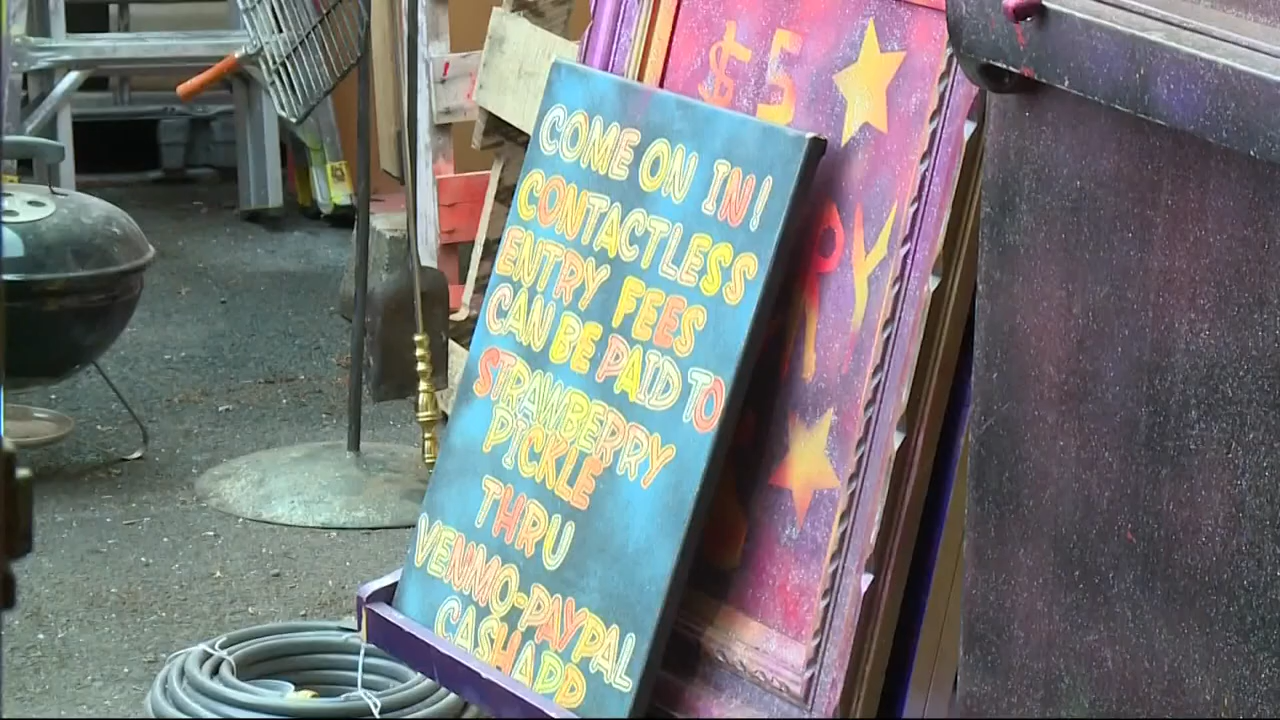 $5
COME ON IN!
CONTACTLESS
ENTRY FEES
CAN BE PAID TO
STRAWBERRY
PICKLE
THRU
VENMO-PAYPAL
CASHAPP